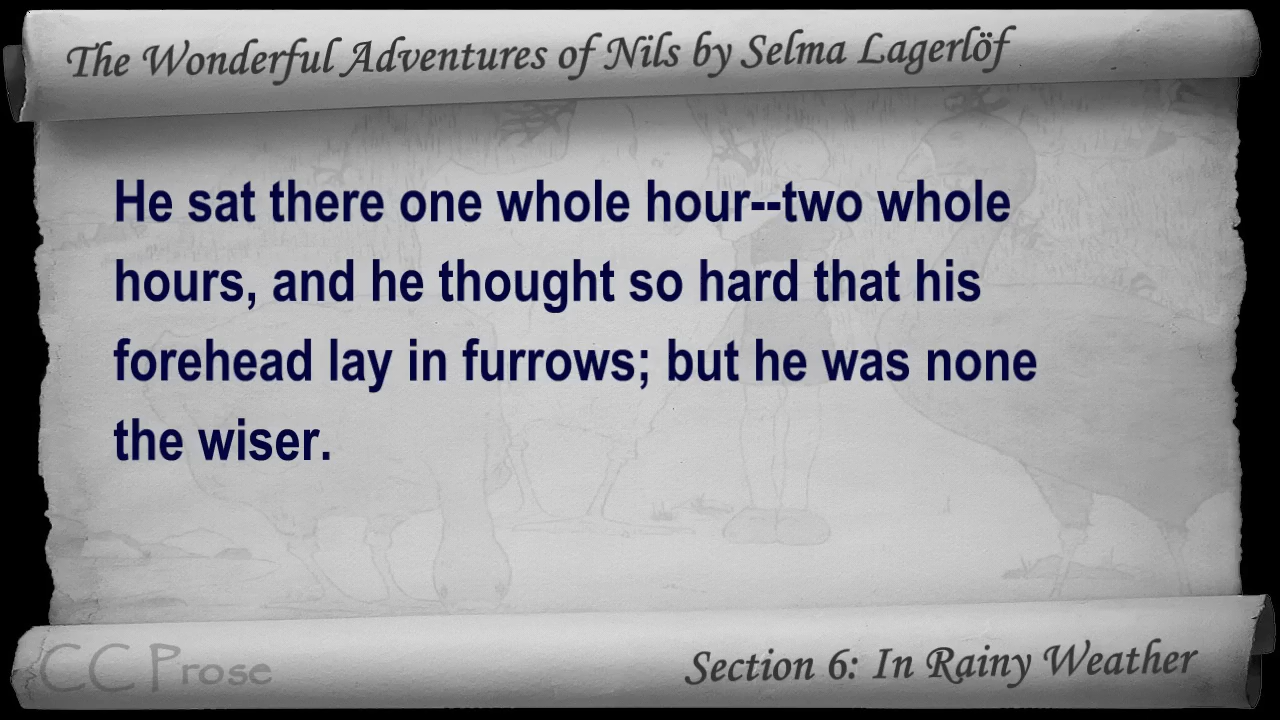 The Wonderful Adventures of Nils by Selma Lagerlöf
He sat there one whole hour--two whole
hours, and he thought so hard that his
forehead lay in furrows; but he was none
the wiser.
CC Prose
Section 6: In Rainy Weather